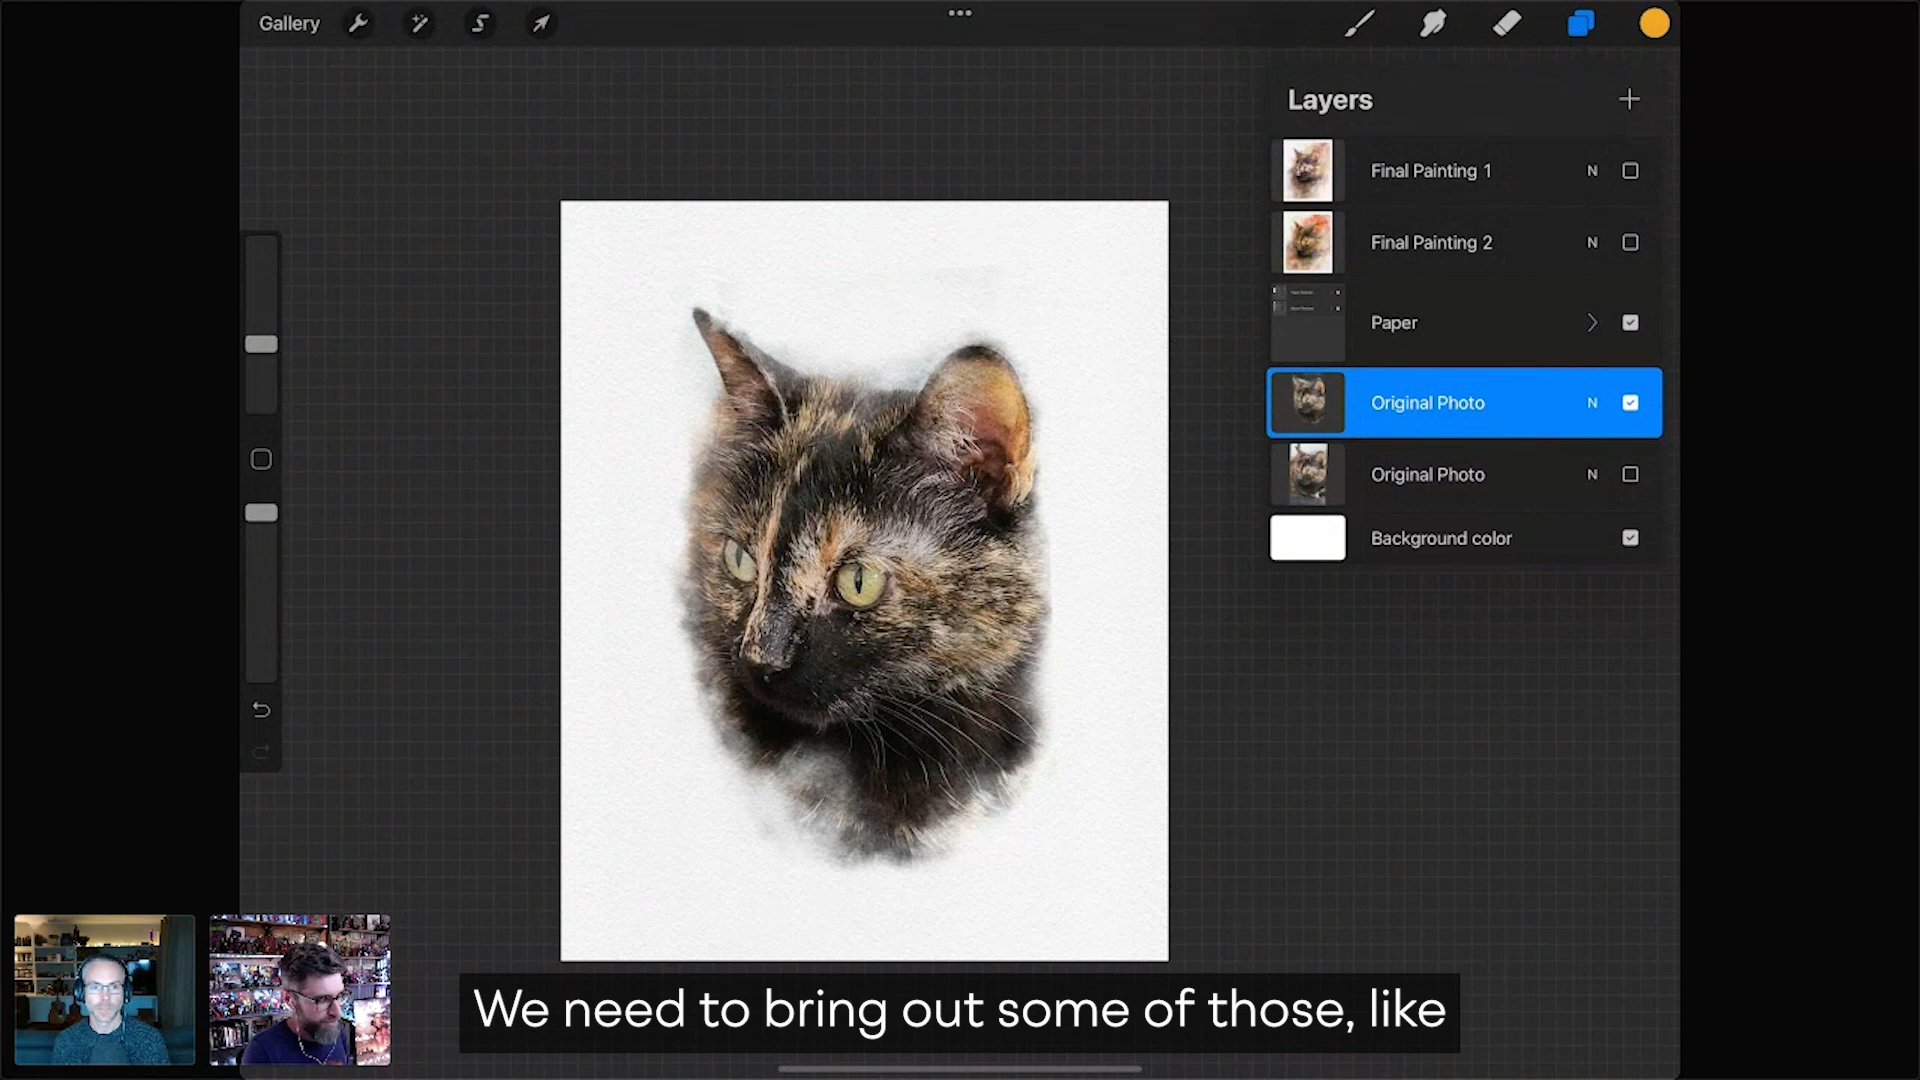 Gallery
Layers
Final Painting 1 N
Final Painting 2 N
Paper
Original Photo N
Original Photo N
Background color
We need to bring out some of those, like